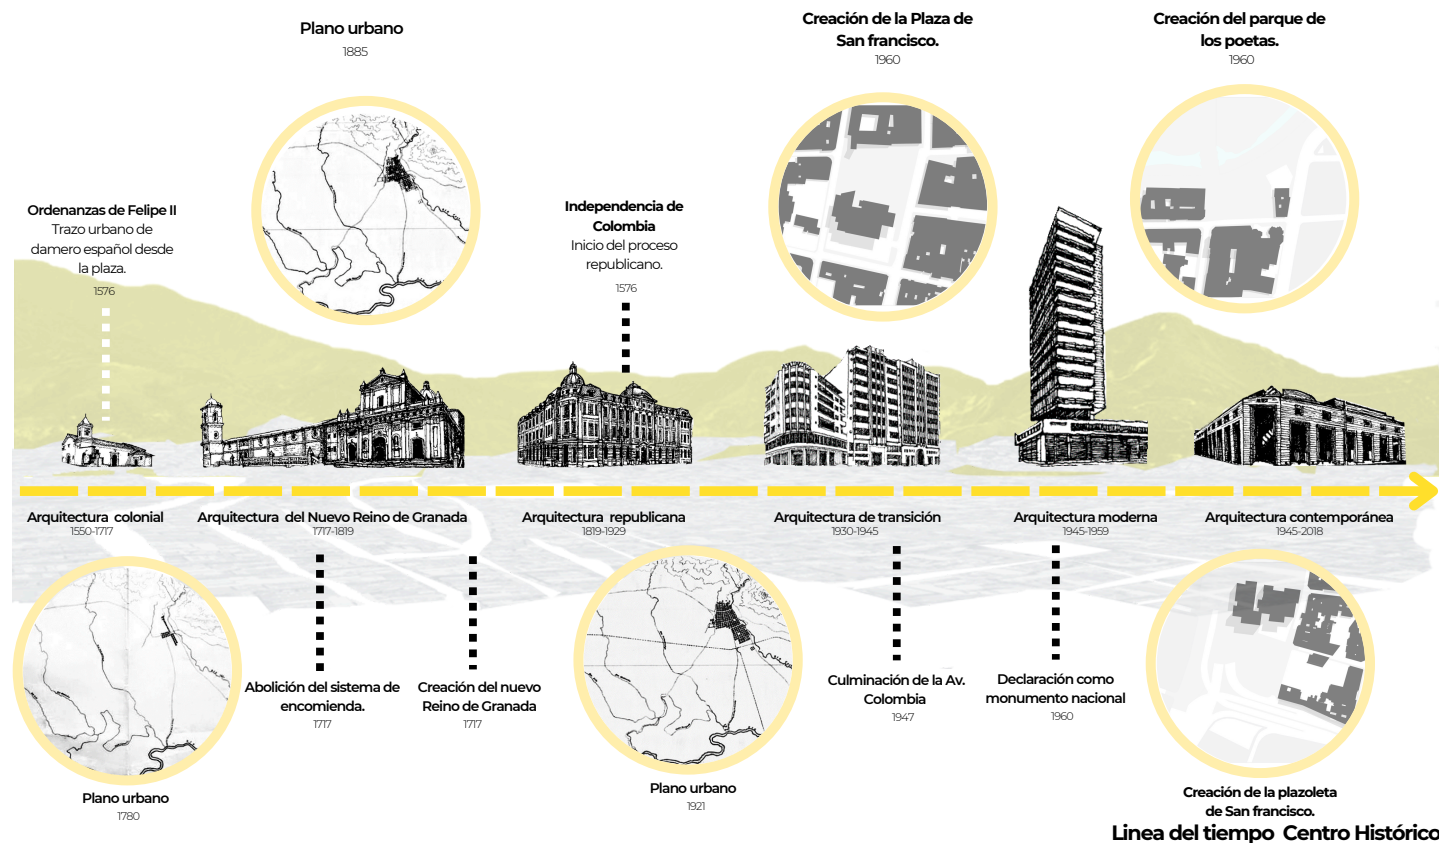 Plano urbano
1885
Creación de la Plaza de
San francisco.
1960
Creación del parque de
los poetas.
1960
Ordenanzas de Felipe II
Trazo urbano de
damero español desde
la plaza.
1576
Independencia de
Colombia
Inicio del proceso
republicano.
1576
Arquitectura colonial
1550-1717
Arquitectura del Nuevo Reino de Granada
1717-1819
Arquitectura republicana
1819-1929
Arquitectura de transición
1930-1945
Arquitectura moderna
1945-1959
Arquitectura contemporánea
1945-2018
Abolición del sistema de
encomienda.
1717
Creación del nuevo
Reino de Granada
1717
Culminación de la Av.
Colombia
1947
Declaración como
monumento nacional
1960
Plano urbano
1780
Plano urbano
1921
Creación de la plazoleta
de San francisco.
Linea del tiempo Centro Histórico